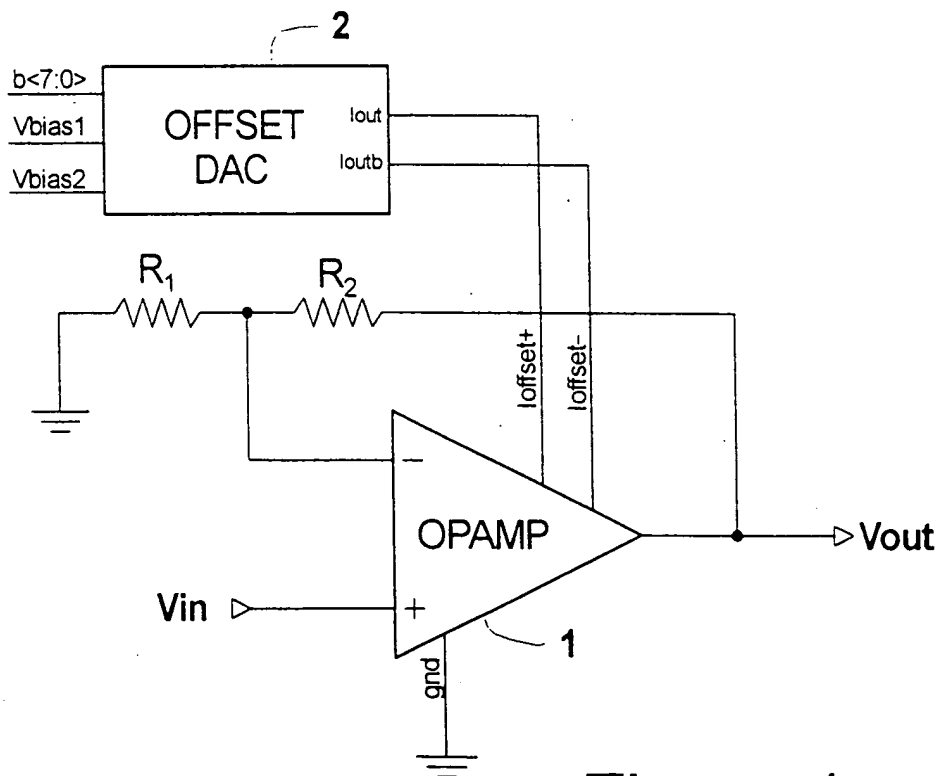 2
b<7:0>
Vbias1
Vbias2
OFFSET
DAC
Iout
Ioutb
R1
R2
Ioffset+
Ioffset-
−
OPAMP
+
Vin
Vout
1
gnd